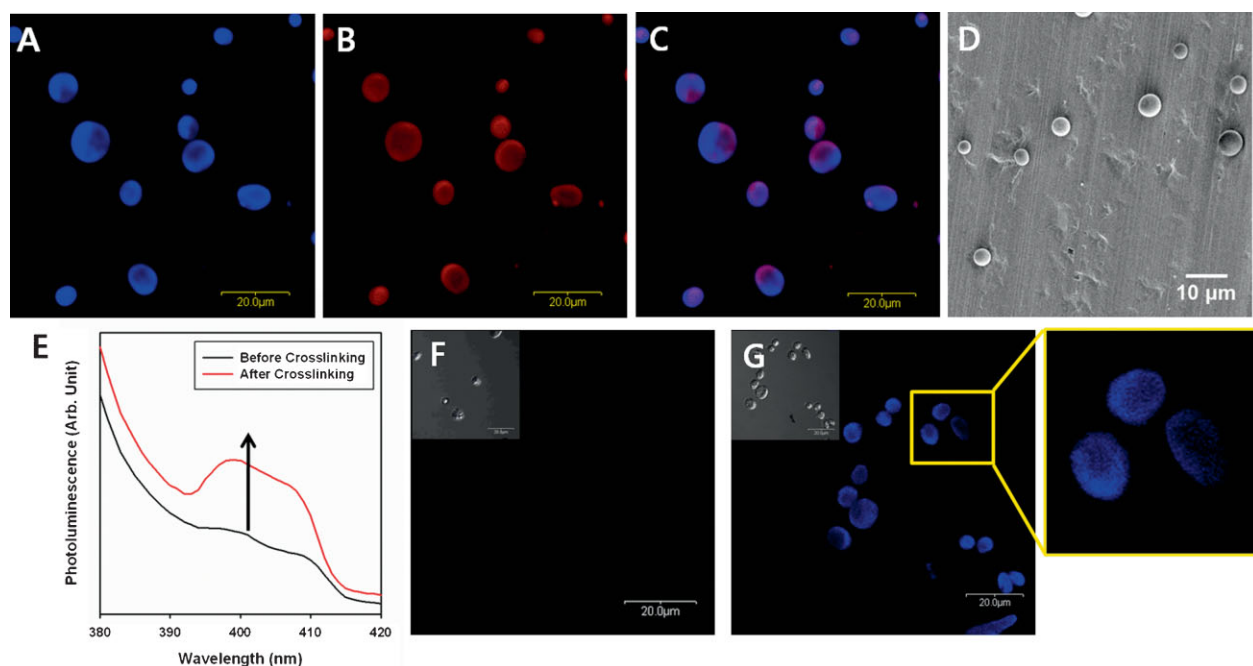 A
B
C
D
20.0µm
20.0µm
20.0µm
10 µm
E
Before Crosslinking
After Crosslinking
Photoluminescence (Arb. Unit)
380
390
400
410
420
Wavelength (nm)
F
20.0µm
G
20.0µm